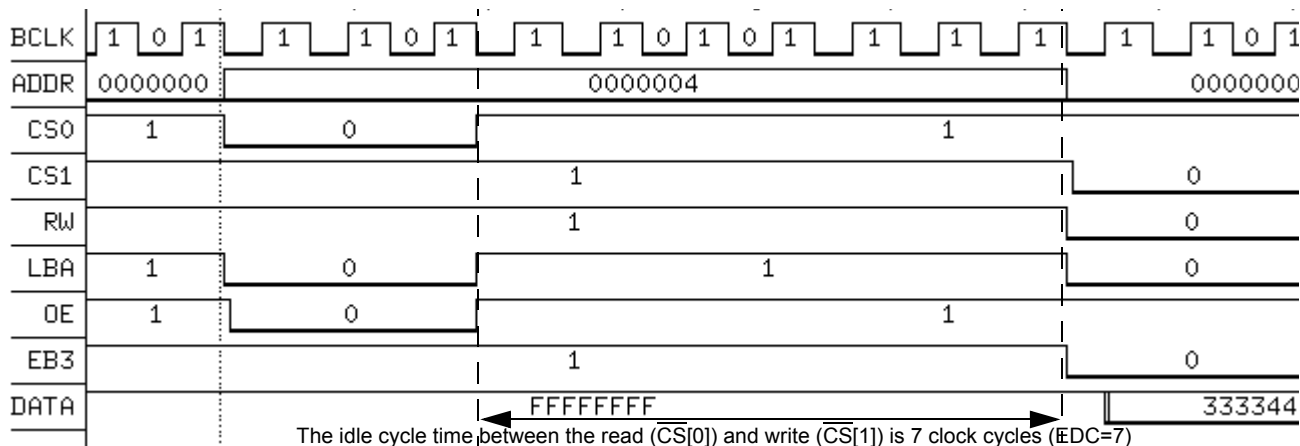 BCLK 1 0 1 1 1 0 1 1 1 0 1 0 1 1 1 1 1 1 0 1
ADDR 0000000 0000004 0000000
CS0 1 0 1
CS1 1 0
RW 1 0
LBA 1 0 1 0
OE 1 0 1
EB3 1 0
DATA FFFFFFFF 333344
The idle cycle time between the read (CS[0]) and write (CS[1]) is 7 clock cycles (EDC=7)